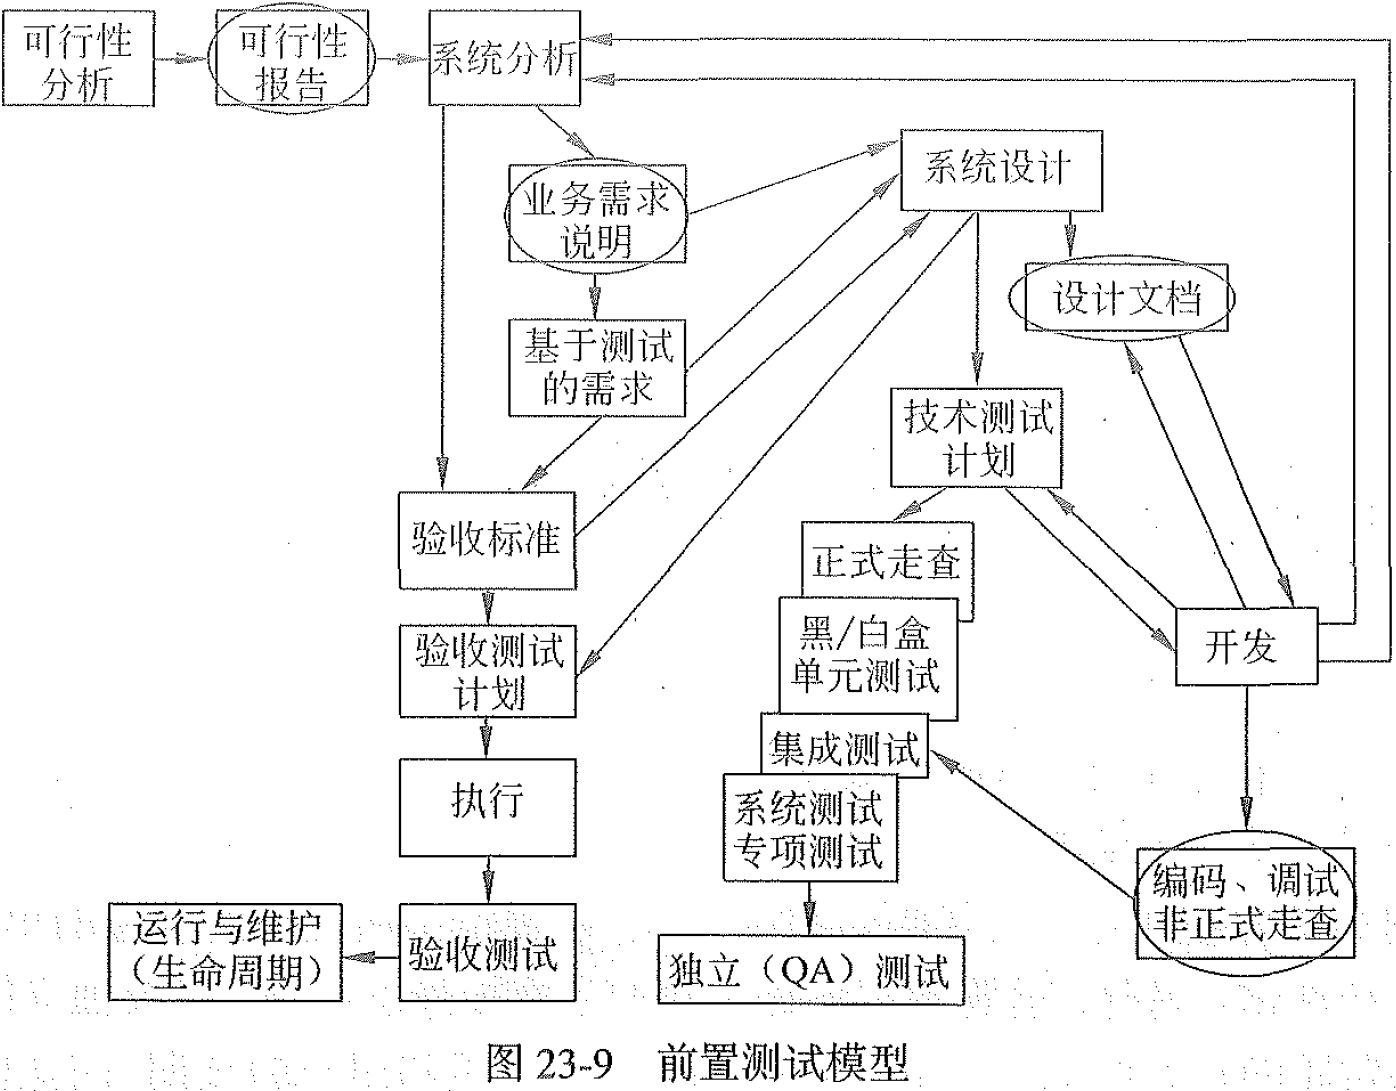 可行性
分析
可行性
报告
系统分析
业务需求
说明
系统设计
设计文档
基于测试
的需求
技术测试
计划
验收标准
正式走查
黑/白盒
单元测试
开发
验收测试
计划
集成测试
执行
系统测试
专项测试
编码、调试
非正式走查
运行与维护
（生命周期）
验收测试
独立（QA）测试
图 23-9 前置测试模型